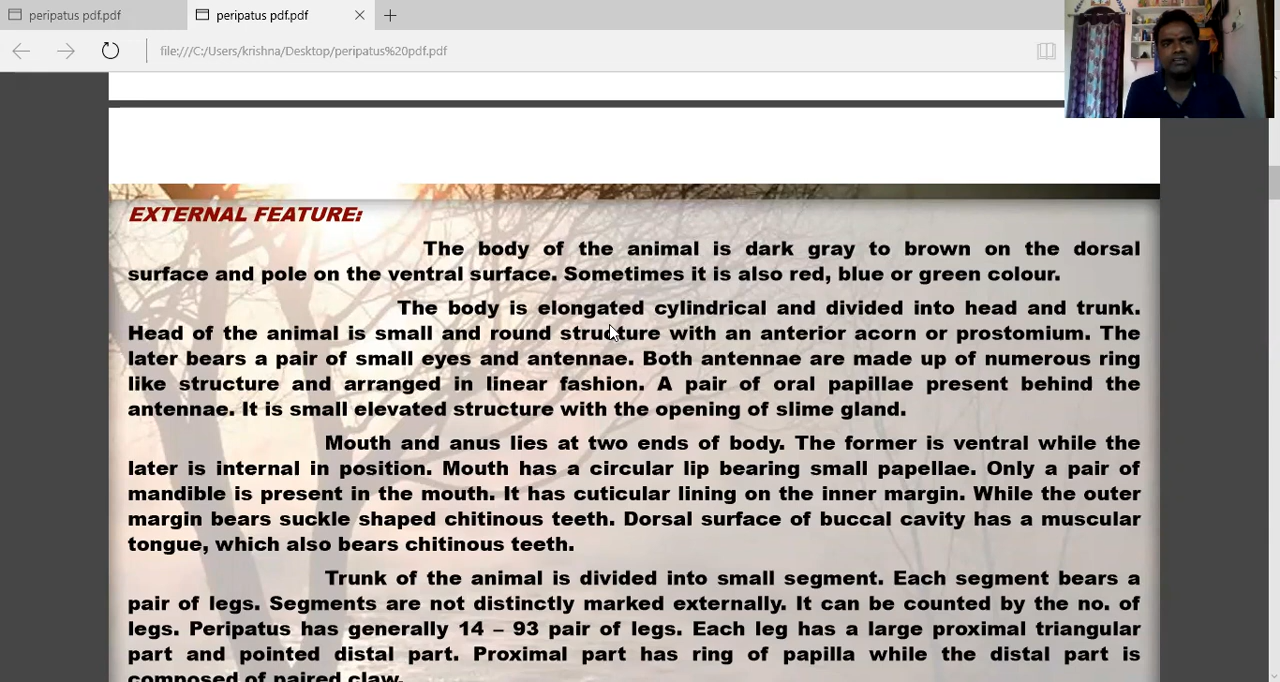 peripatus pdf.pdf
peripatus pdf.pdf
file:///C:/Users/krishna/Desktop/peripatus%20pdf.pdf
EXTERNAL FEATURE:
The body of the animal is dark gray to brown on the dorsal
surface and pole on the ventral surface. Sometimes it is also red, blue or green colour.
The body is elongated cylindrical and divided into head and trunk.
Head of the animal is small and round structure with an anterior acorn or prostomium. The
later bears a pair of small eyes and antennae. Both antennae are made up of numerous ring
like structure and arranged in linear fashion. A pair of oral papillae present behind the
antennae. It is small elevated structure with the opening of slime gland.
Mouth and anus lies at two ends of body. The former is ventral while the
later is internal in position. Mouth has a circular lip bearing small papellae. Only a pair of
mandible is present in the mouth. It has cuticular lining on the inner margin. While the outer
margin bears suckle shaped chitinous teeth. Dorsal surface of buccal cavity has a muscular
tongue, which also bears chitinous teeth.
Trunk of the animal is divided into small segment. Each segment bears a
pair of legs. Segments are not distinctly marked externally. It can be counted by the no. of
legs. Peripatus has generally 14 – 93 pair of legs. Each leg has a large proximal triangular
part and pointed distal part. Proximal part has ring of papilla while the distal part is
composed of paired claw.